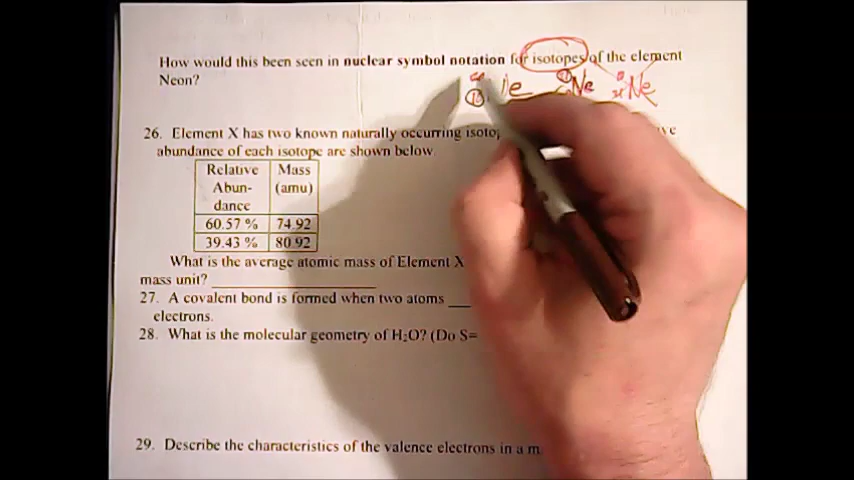 How would this been seen in nuclear symbol notation for isotopes of the element
Neon?
Ne Ne
26. Element X has two known naturally occurring
abundance of each isotope are shown below.
Relative Abun- dance Mass (amu)
60.57 % 74.92
39.43 % 80.92
What is the average atomic mass of Element X
mass unit?
27. A covalent bond is formed when two atoms ___
electrons.
28. What is the molecular geometry of H₂O? (Do S=
29. Describe the characteristics of the valence electrons in a m